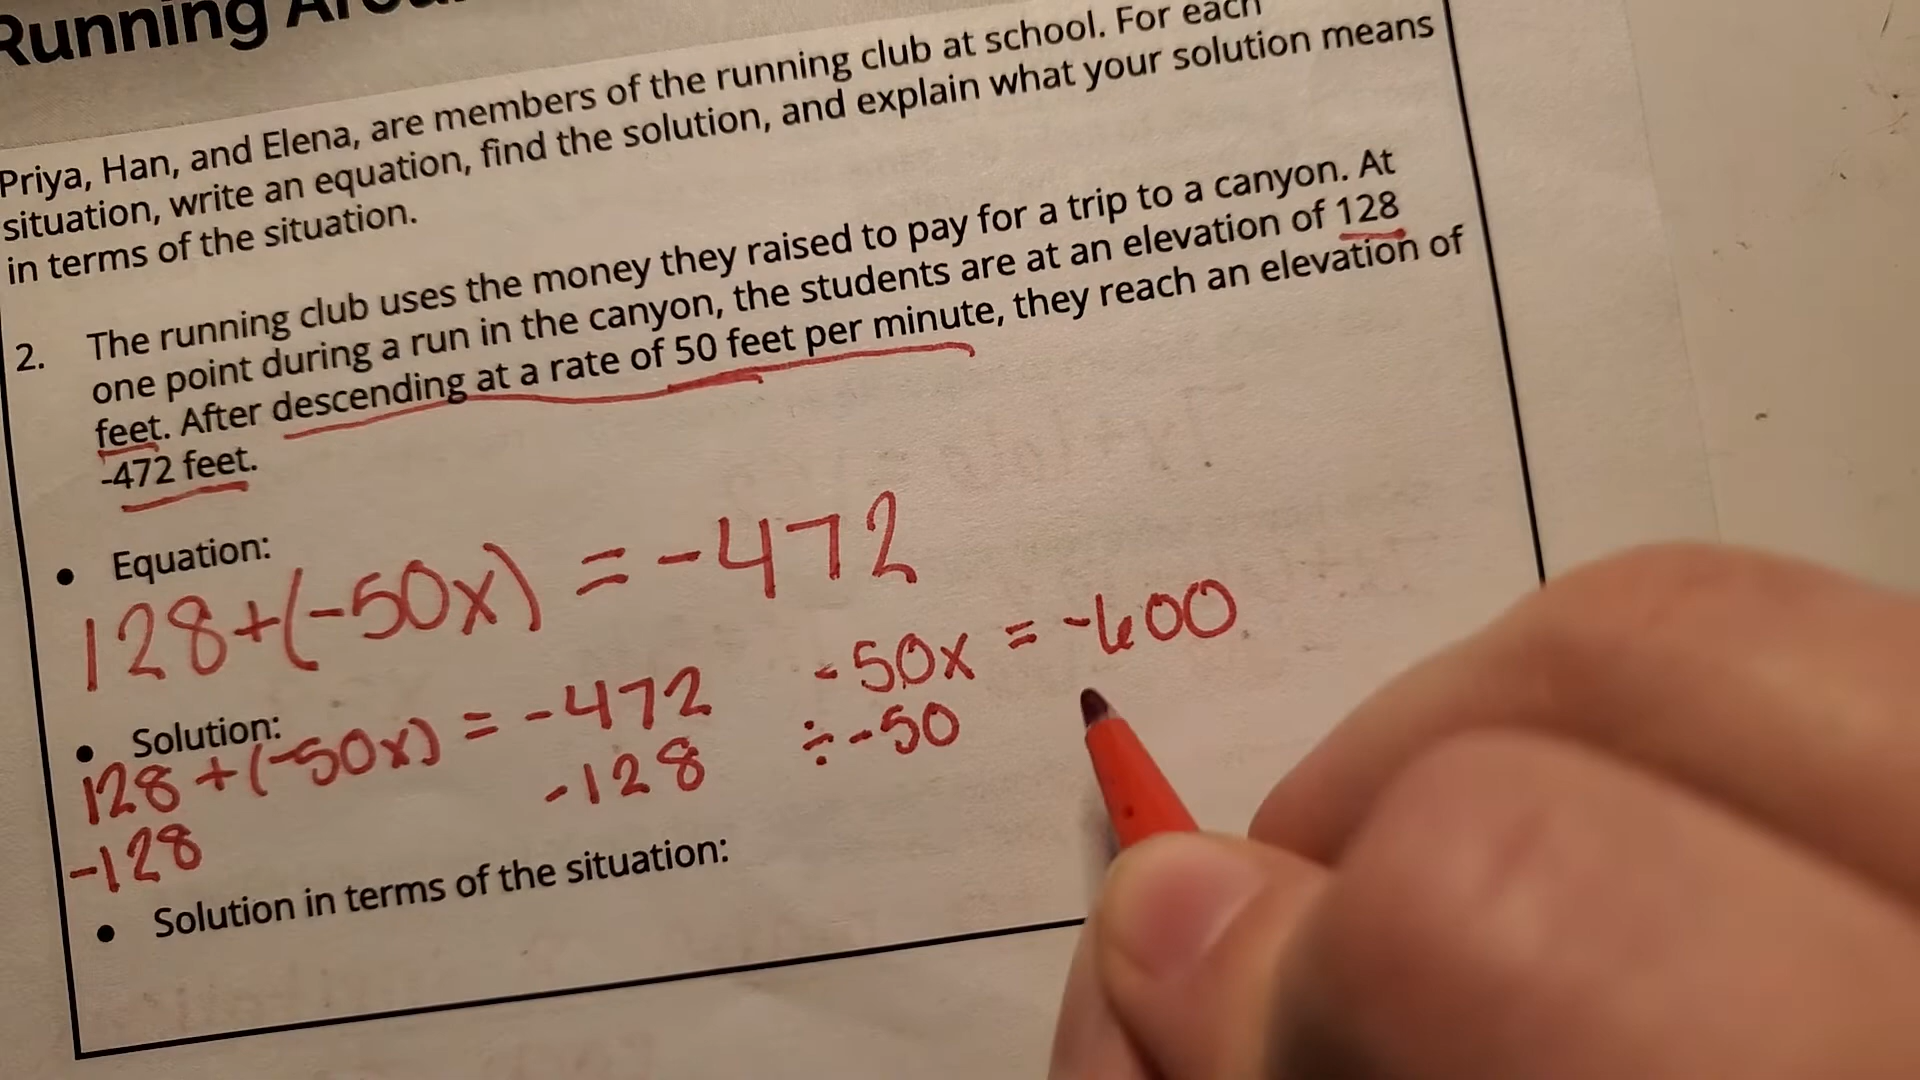 Running Arou
Priya, Han, and Elena, are members of the running club at school. For each
situation, write an equation, find the solution, and explain what your solution means
in terms of the situation.
2. The running club uses the money they raised to pay for a trip to a canyon. At
one point during a run in the canyon, the students are at an elevation of 128
feet. After descending at a rate of 50 feet per minute, they reach an elevation of
-472 feet.
• Equation:
128+(-50x) = -472
• Solution:
128+(-50x) = -472
-128 -128
-50x = -600
÷-50
• Solution in terms of the situation: